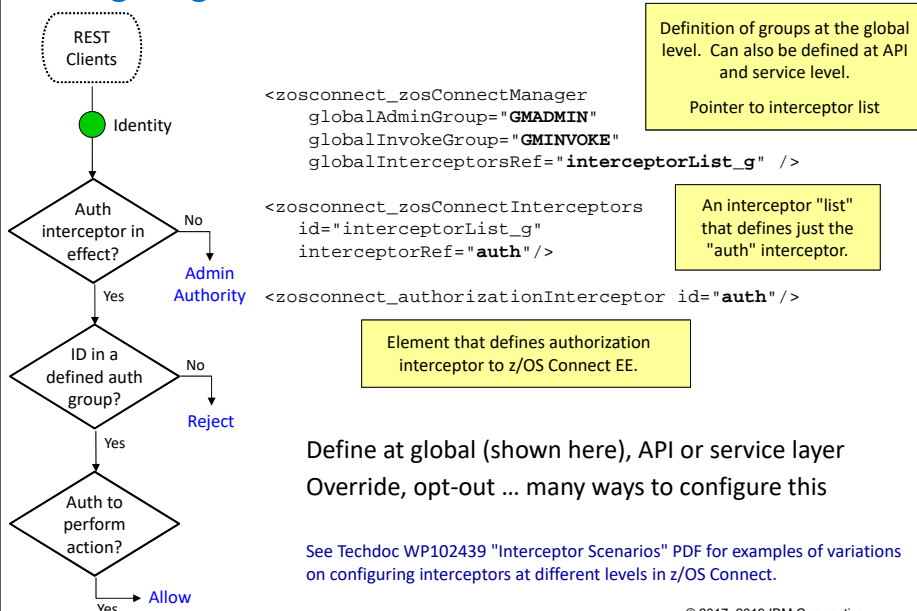 REST
Clients
Identity
Auth
interceptor in
effect?
No
Admin
Authority
Yes
ID in a
defined auth
group?
No
Reject
Yes
Auth to
perform
action?
Yes
Allow
<zosconnect_zosConnectManager
globalAdminGroup="GMADMIN"
globalInvokeGroup="GMINVOKE"
globalInterceptorsRef="interceptorList_g" />
Definition of groups at the global
level. Can also be defined at API
and service level.
Pointer to interceptor list
<zosconnect_zosConnectInterceptors
id="interceptorList_g"
interceptorRef="auth"/>
An interceptor "list"
that defines just the
"auth" interceptor.
<zosconnect_authorizationInterceptor id="auth"/>
Element that defines authorization
interceptor to z/OS Connect EE.
Define at global (shown here), API or service layer
Override, opt-out … many ways to configure this
See Techdoc WP102439 "Interceptor Scenarios" PDF for examples of variations
on configuring interceptors at different levels in z/OS Connect.